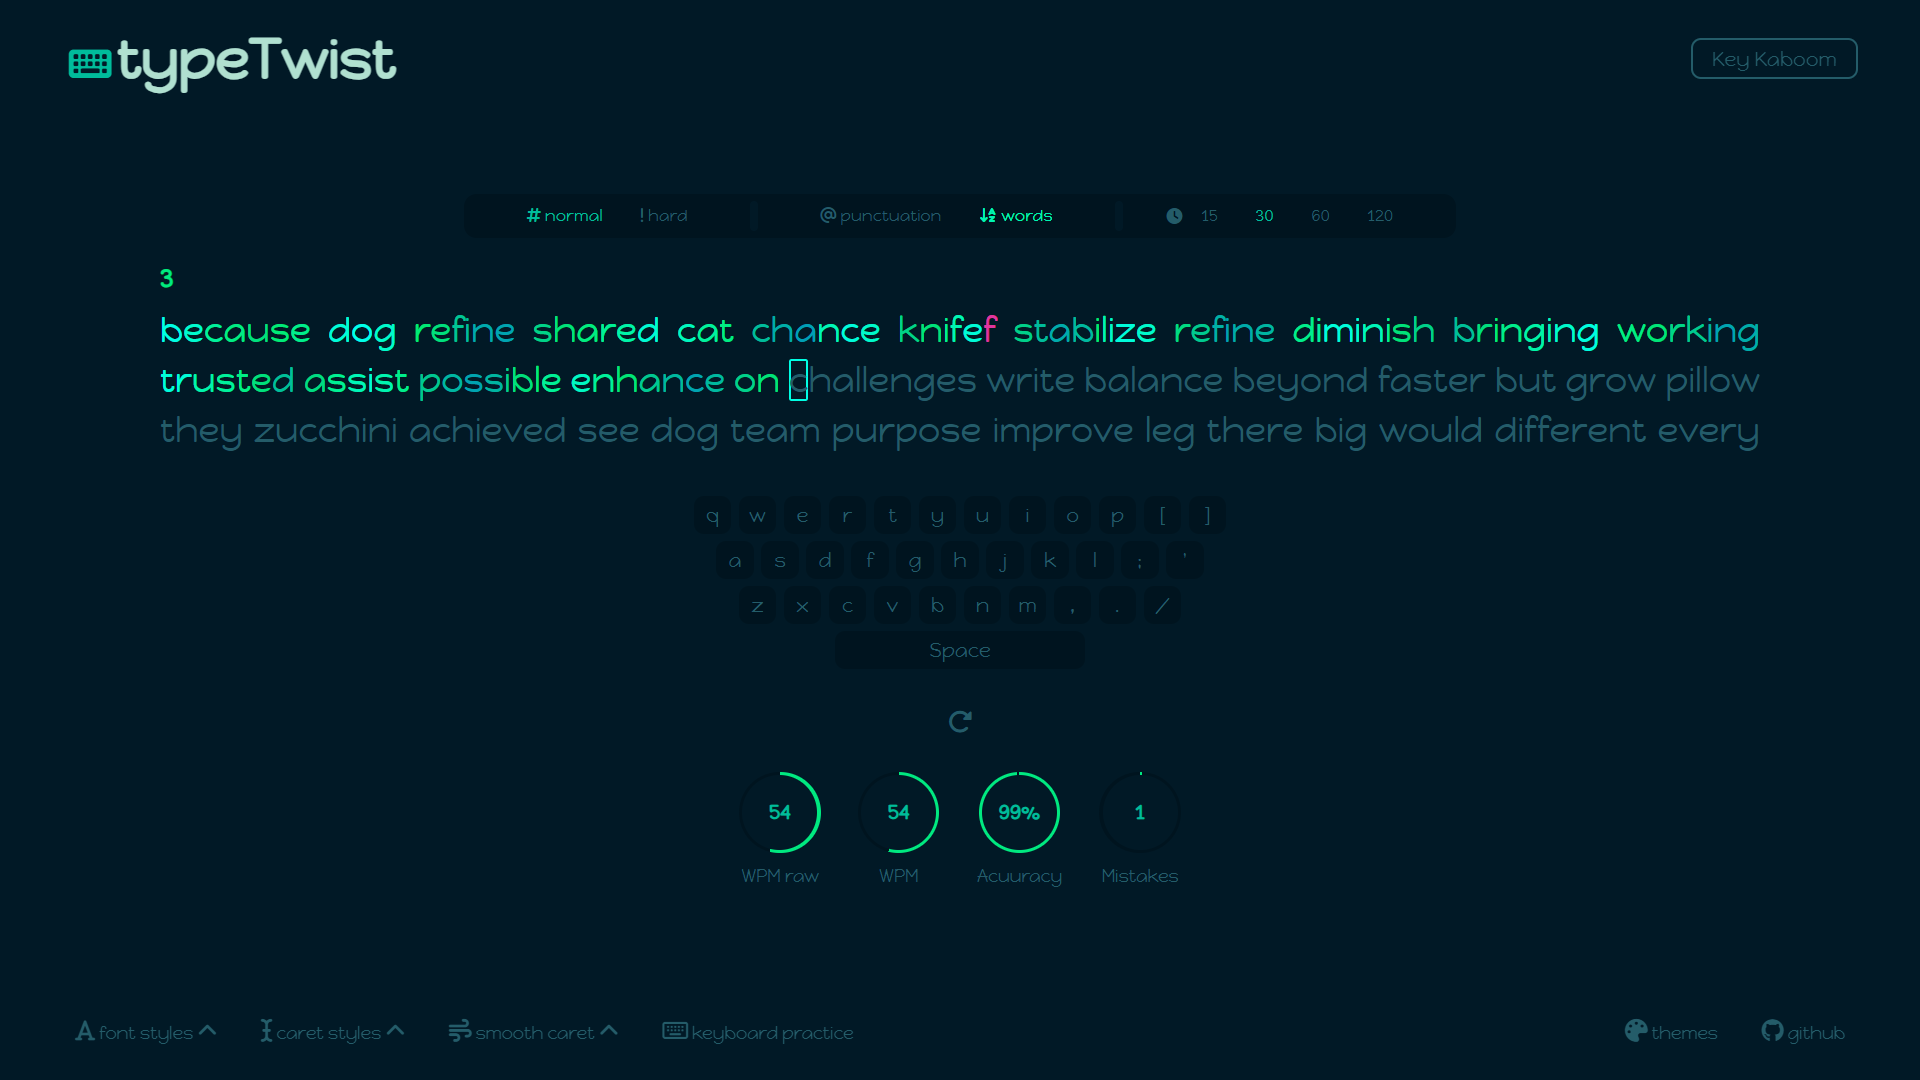 typeTwist
Key Kaboom
# normal ! hard @ punctuation words 15 30 60 120
3
because dog refine shared cat chance knifef stabilize refine diminish bringing working
trusted assist possible enhance on challenges write balance beyond faster but grow pillow
they zucchini achieved see dog team purpose improve leg there big would different every
q w e r t y u i o p [ ]
a s d f g h j k l ; '
z x c v b n m , . /
Space
54 54 99% 1
WPM raw WPM Acuuracy Mistakes
font styles caret styles smooth caret keyboard practice themes github